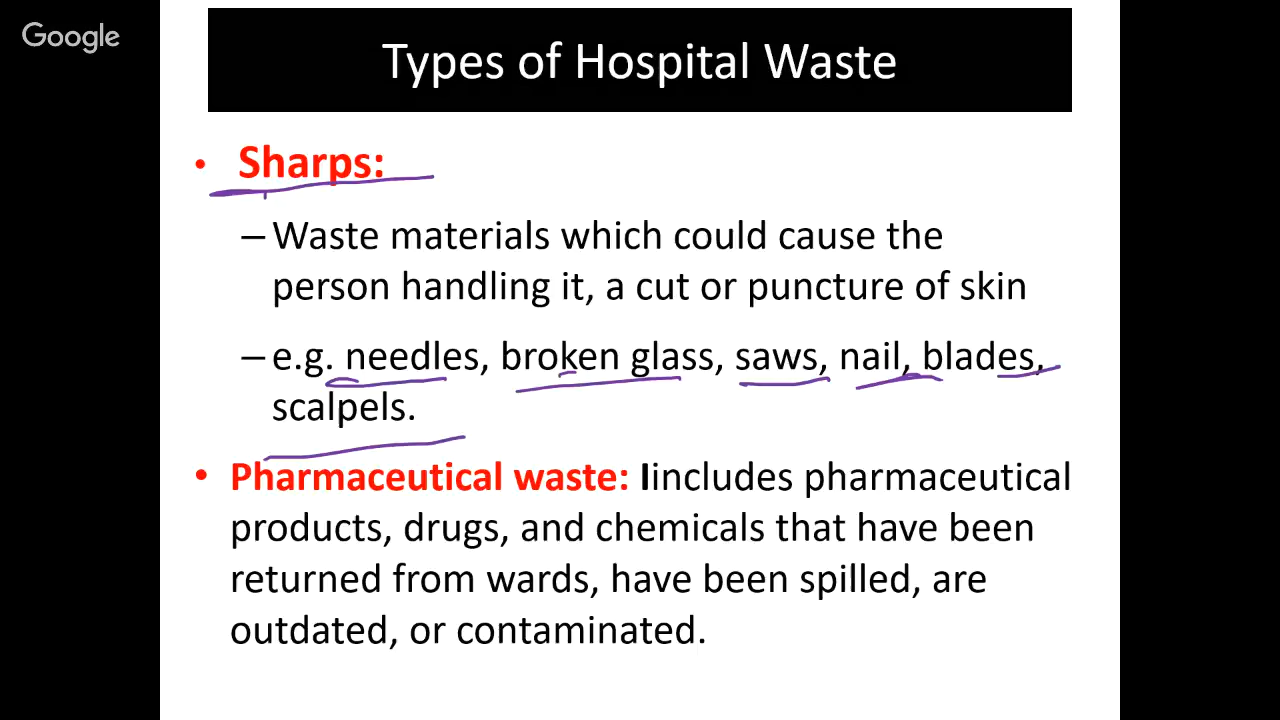 Google
Types of Hospital Waste
• Sharps:
– Waste materials which could cause the
person handling it, a cut or puncture of skin
– e.g. needles, broken glass, saws, nail, blades,
scalpels.
• Pharmaceutical waste: Iincludes pharmaceutical
products, drugs, and chemicals that have been
returned from wards, have been spilled, are
outdated, or contaminated.